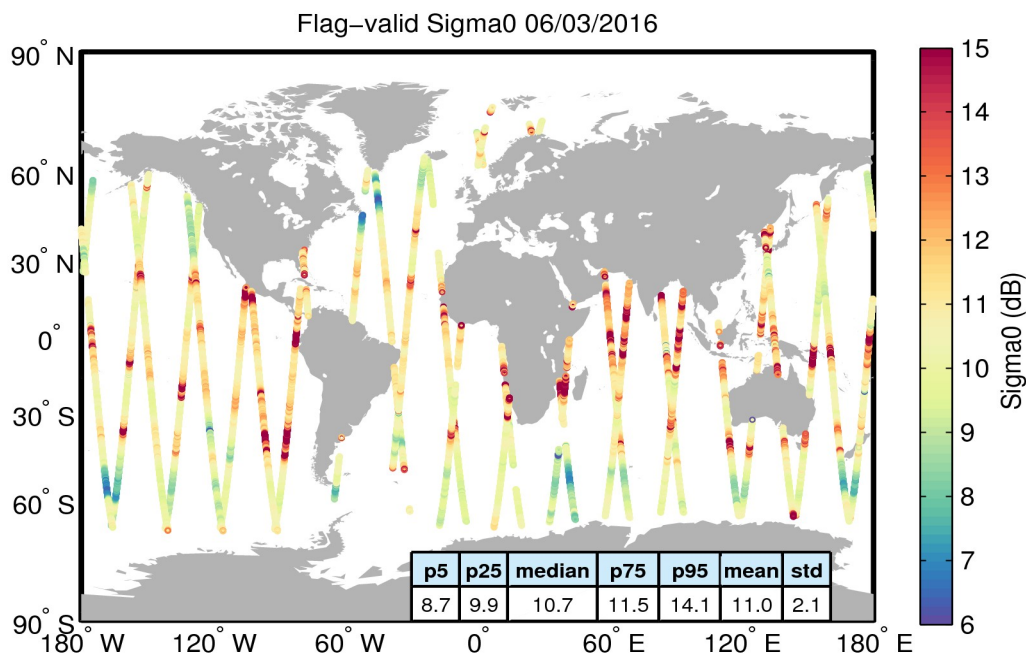 Flag−valid Sigma0 06/03/2016
90° N
60° N
30° N
0°
30° S
60° S
90° S
180° W
120° W
60° W
0°
60° E
120° E
180° E
p5 p25 median p75 p95 mean std
8.7 9.9 10.7 11.5 14.1 11.0 2.1
15
14
13
12
11
10
9
8
7
6
Sigma0 (dB)